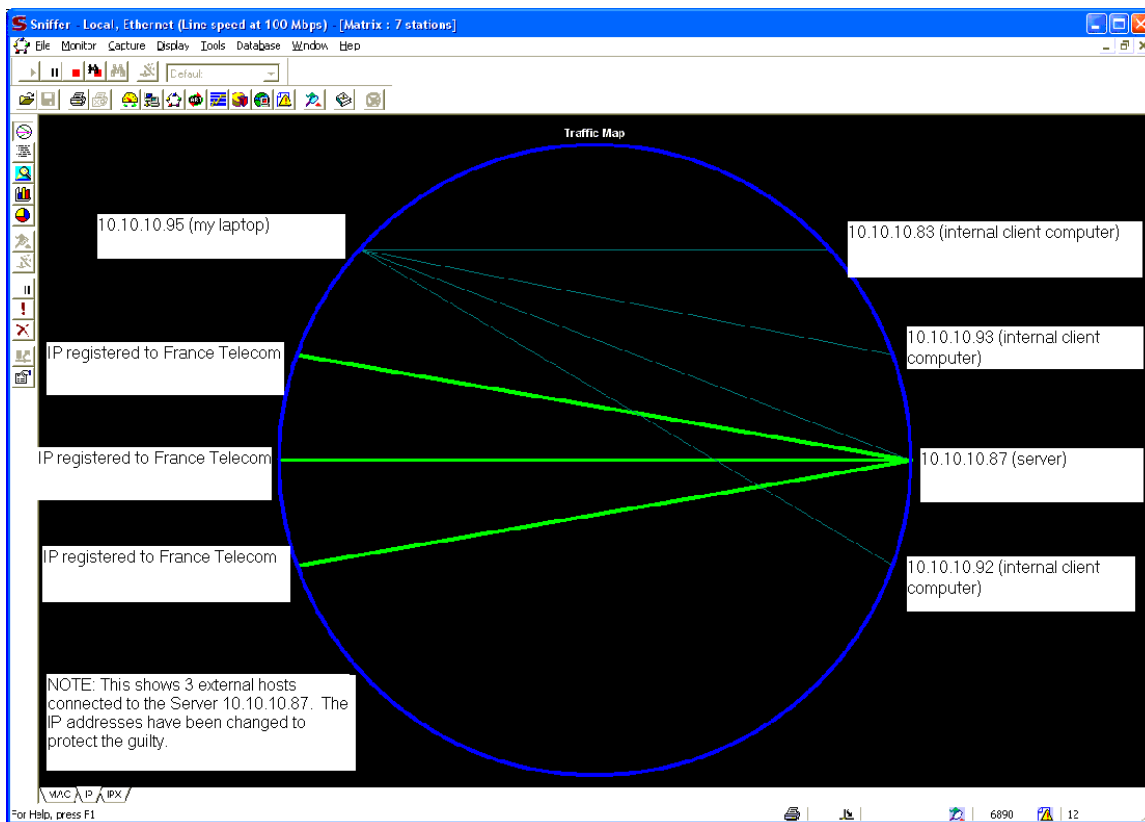 Sniffer - Local, Ethernet (Line speed at 100 Mbps) - [Matrix : 7 stations]
File Monitor Capture Display Tools Database Window Help
Default
Traffic Map
10.10.10.95 (my laptop)
10.10.10.83 (internal client computer)
IP registered to France Telecom
10.10.10.93 (internal client
computer)
IP registered to France Telecom
10.10.10.87 (server)
IP registered to France Telecom
10.10.10.92 (internal client
computer)
NOTE: This shows 3 external hosts
connected to the Server 10.10.10.87. The
IP addresses have been changed to
protect the guilty.
MAC IP IPX
For Help, press F1
6890 12